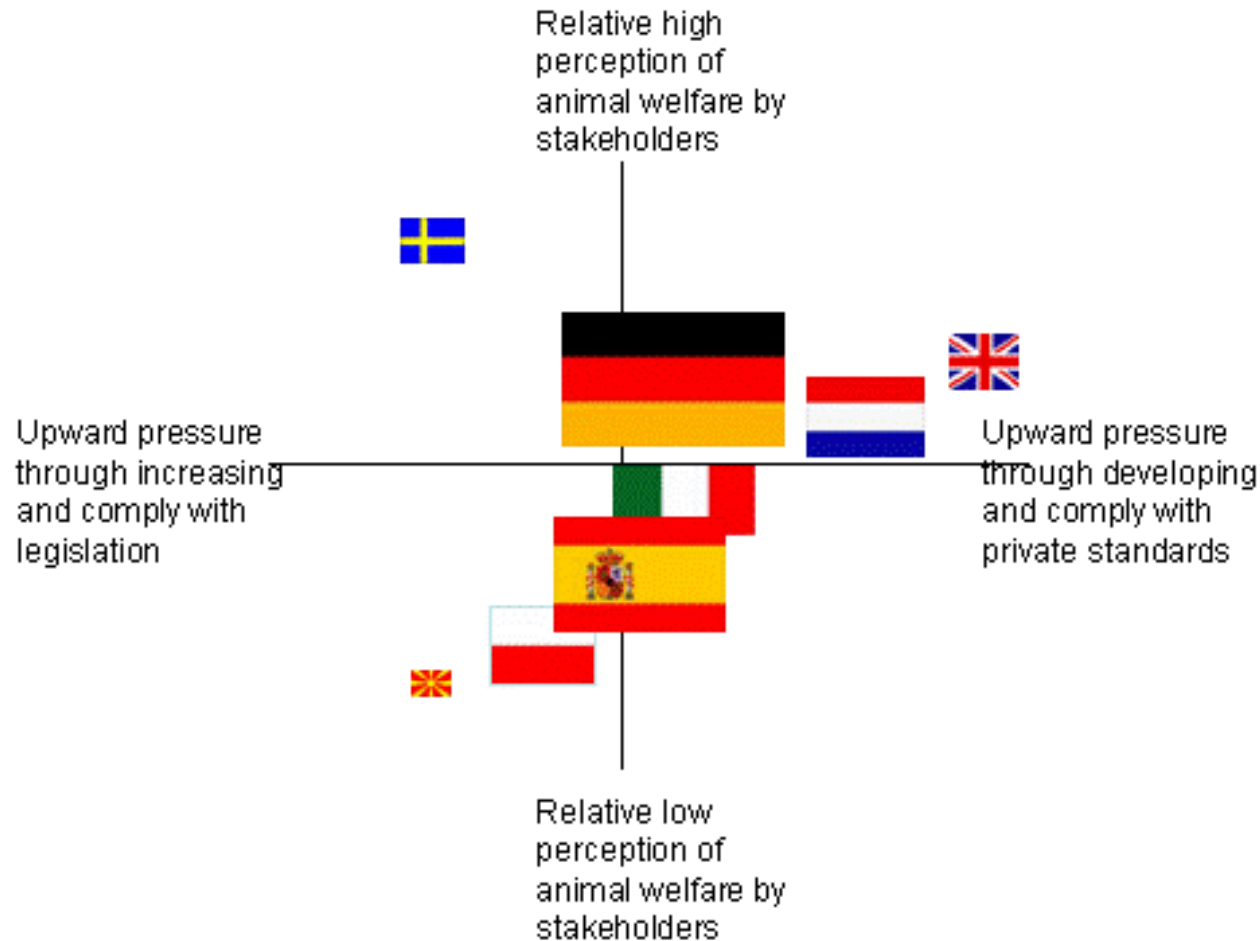 Relative high
perception of
animal welfare by
stakeholders
Upward pressure
through increasing
and comply with
legislation
Upward pressure
through developing
and comply with
private standards
Relative low
perception of
animal welfare by
stakeholders